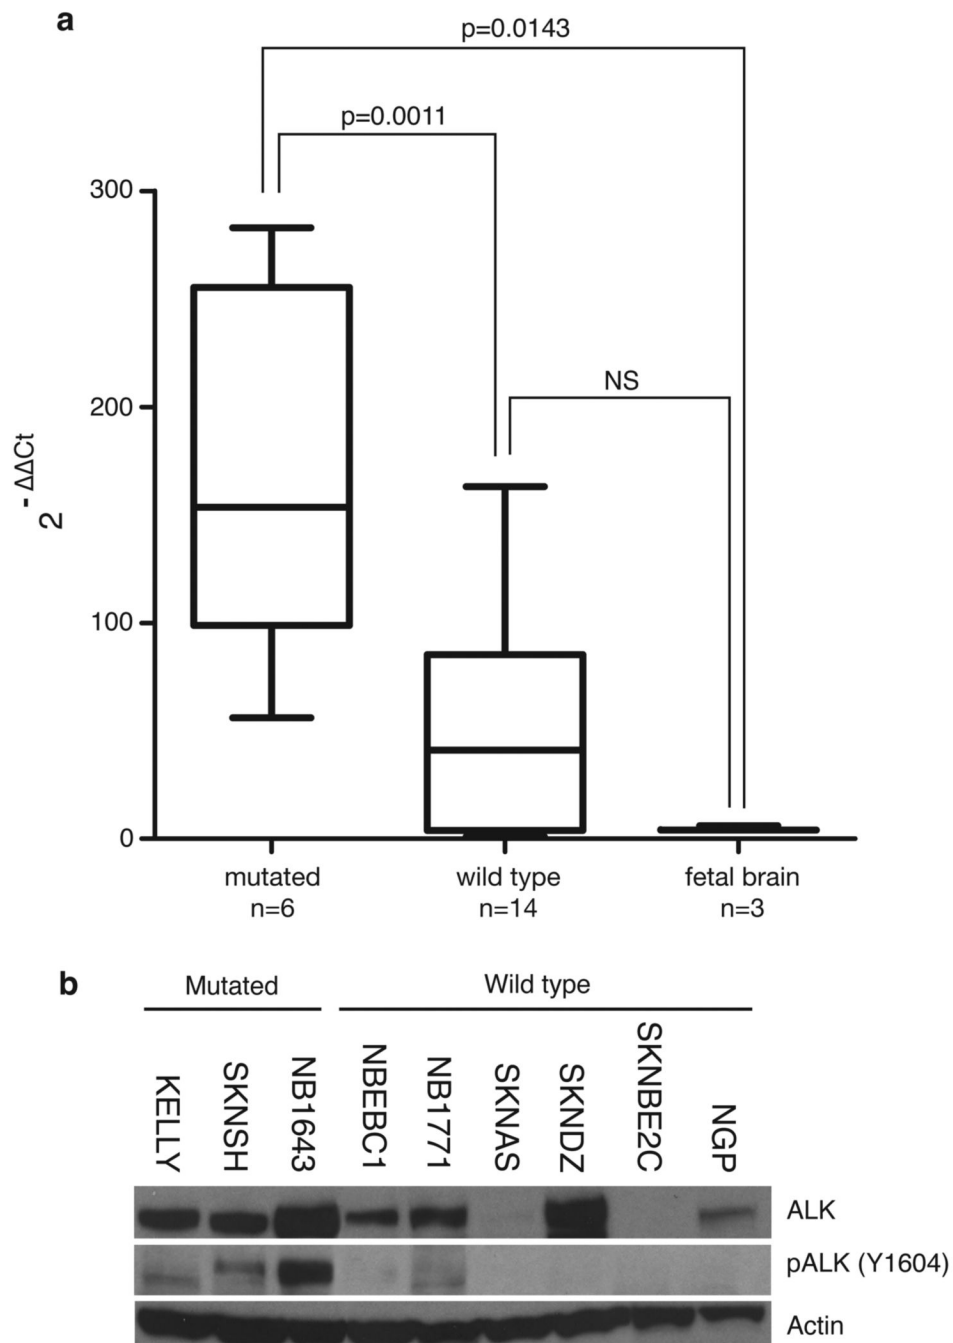 a
p=0.0143
p=0.0011
300
NS
200
2 - ΔΔCt
100
0
mutated
n=6
wild type
n=14
fetal brain
n=3
b
Mutated
Wild type
KELLY
SKNSH
NB1643
NBEBC1
NB1771
SKNAS
SKNDZ
SKNBE2C
NGP
ALK
pALK (Y1604)
Actin